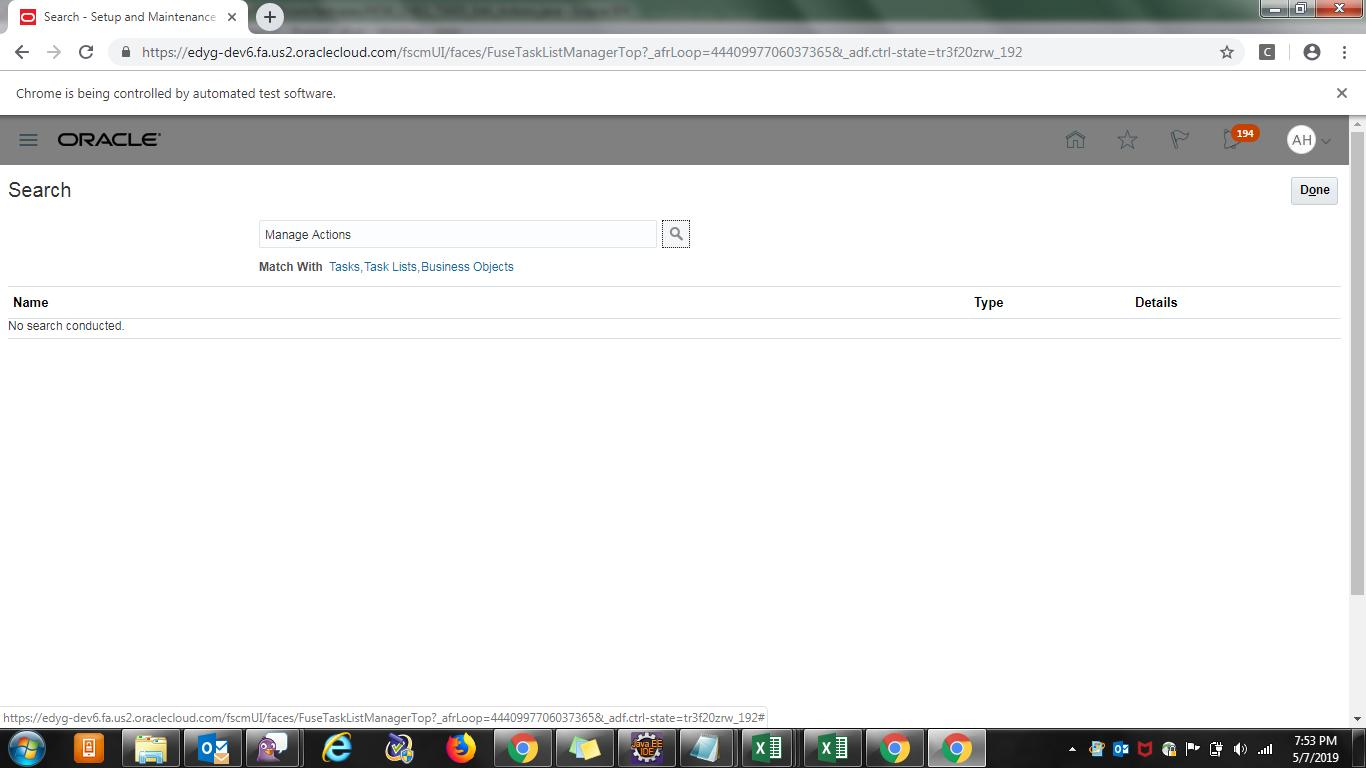 Search - Setup and Maintenance
https://edyg-dev6.fa.us2.oraclecloud.com/fscmUI/faces/FuseTaskListManagerTop?_afrLoop=4440997706037365&_adf.ctrl-state=tr3f20zrw_192
C
Chrome is being controlled by automated test software.
ORACLE
194
AH
Search
Done
Manage Actions
Match With Tasks, Task Lists, Business Objects
Name Type Details
No search conducted.
https://edyg-dev6.fa.us2.oraclecloud.com/fscmUI/faces/FuseTaskListManagerTop?_afrLoop=4440997706037365&_adf.ctrl-state=tr3f20zrw_192#
Java EE
IDE
7:53 PM
5/7/2019